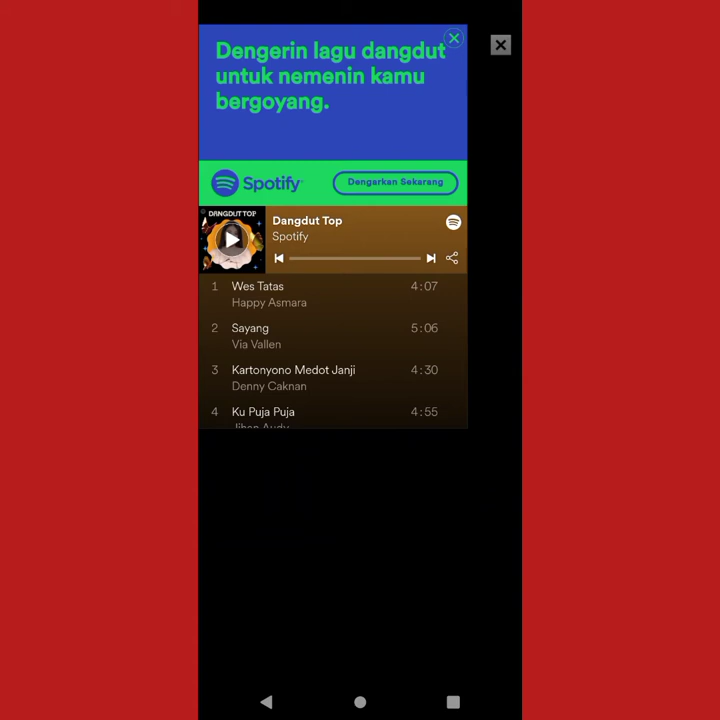 Dengerin lagu dangdut
untuk nemenin kamu
bergoyang.
Spotify
Dengarkan Sekarang
DANGDUT TOP
Dangdut Top
Spotify
1 Wes Tatas 4:07
Happy Asmara
2 Sayang 5:06
Via Vallen
3 Kartonyono Medot Janji 4:30
Denny Caknan
4 Ku Puja Puja 4:55
Jihan Audy